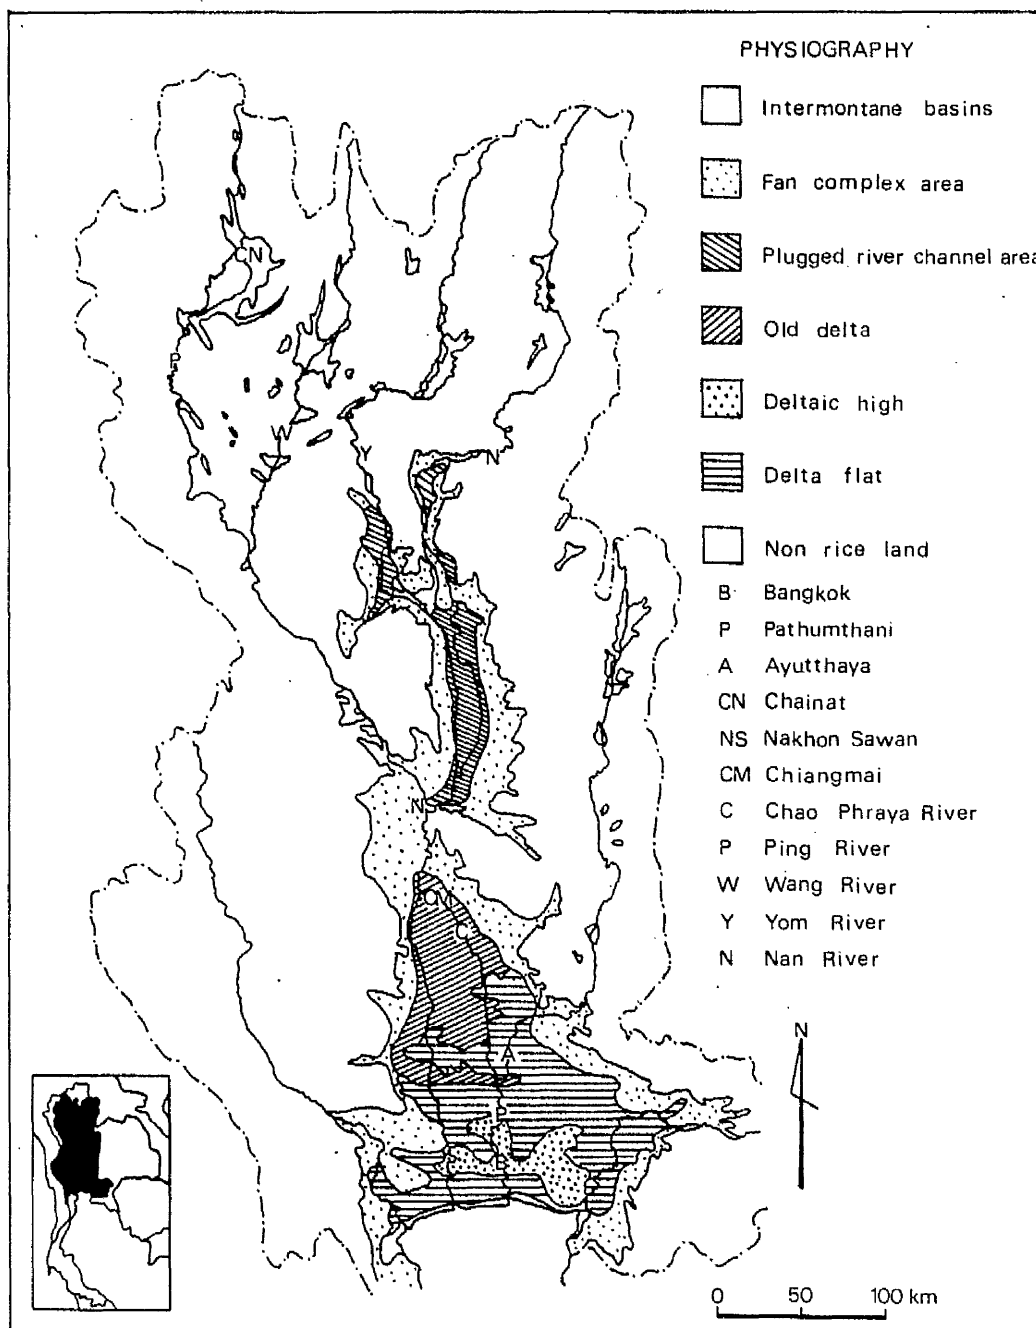 PHYSIOGRAPHY
Intermontane basins
Fan complex area
Plugged river channel area
Old delta
Deltaic high
Delta flat
Non rice land
B Bangkok
P Pathumthani
A Ayutthaya
CN Chainat
NS Nakhon Sawan
CM Chiangmai
C Chao Phraya River
P Ping River
W Wang River
Y Yom River
N Nan River
CN
P
W
Y
N
NS
CM
C
A
P
B
N
0 50 100 km